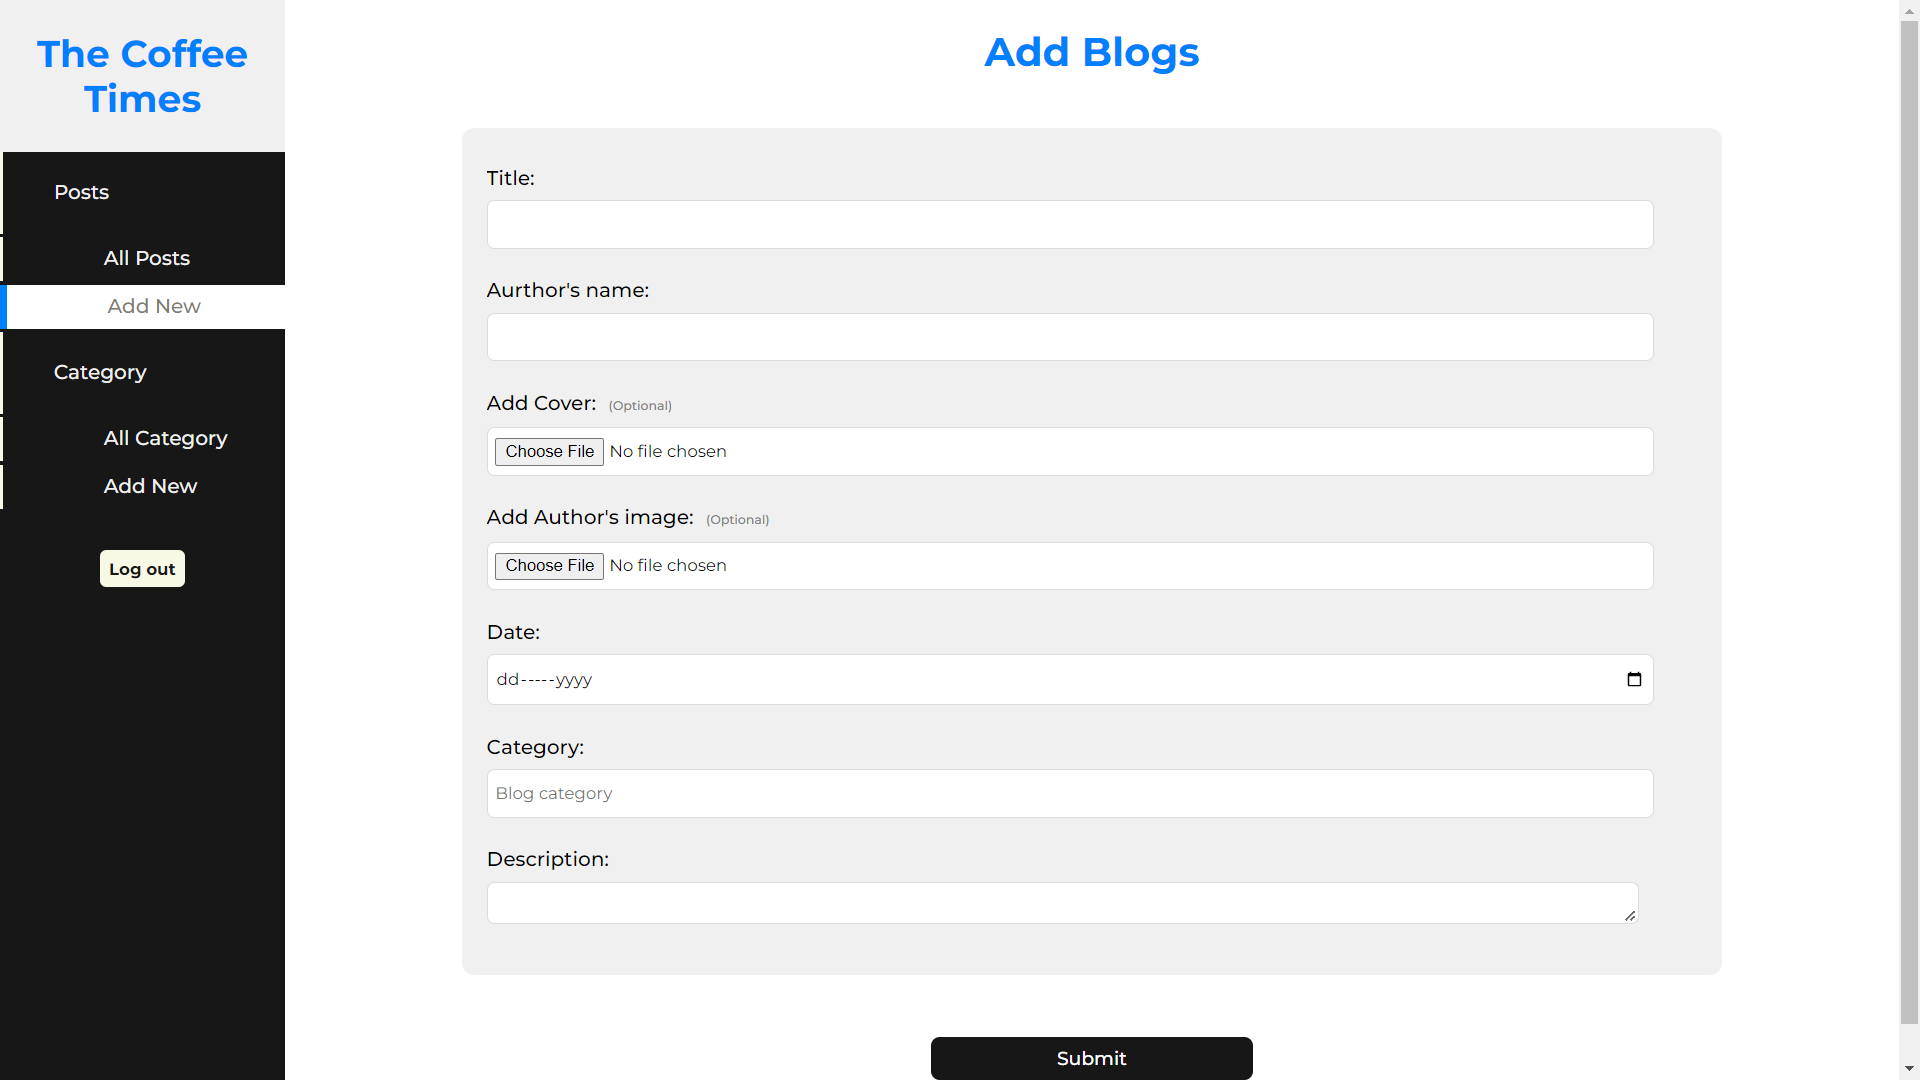 The Coffee
Times
Posts
All Posts
Add New
Category
All Category
Add New
Log out
Add Blogs
Title:
Aurthor's name:
Add Cover: (Optional)
Choose File No file chosen
Add Author's image: (Optional)
Choose File No file chosen
Date:
dd-----yyyy
Category:
Blog category
Description:
Submit